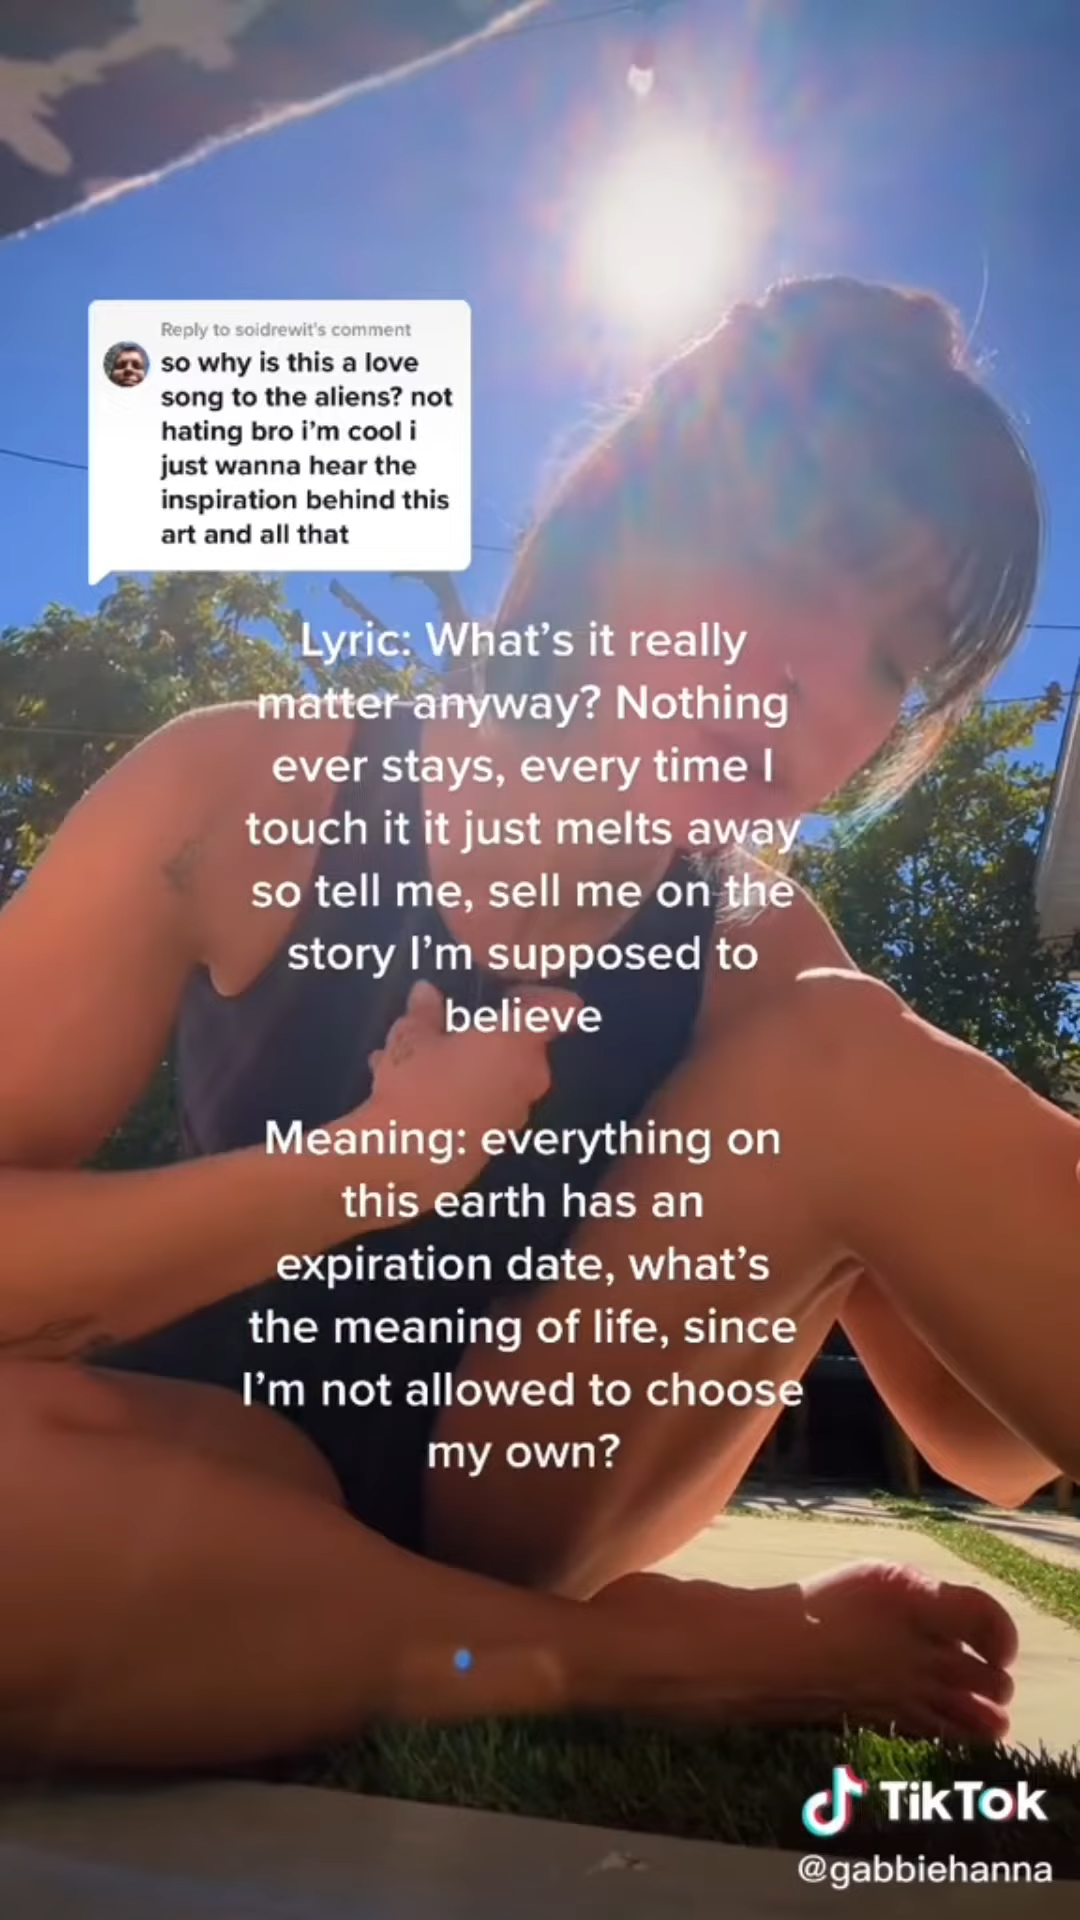 Reply to soidrewit's comment
so why is this a love
song to the aliens? not
hating bro i'm cool i
just wanna hear the
inspiration behind this
art and all that
Lyric: What's it really
matter anyway? Nothing
ever stays, every time I
touch it it just melts away
so tell me, sell me on the
story I'm supposed to
believe
Meaning: everything on
this earth has an
expiration date, what's
the meaning of life, since
I'm not allowed to choose
my own?
TikTok
@gabbiehanna